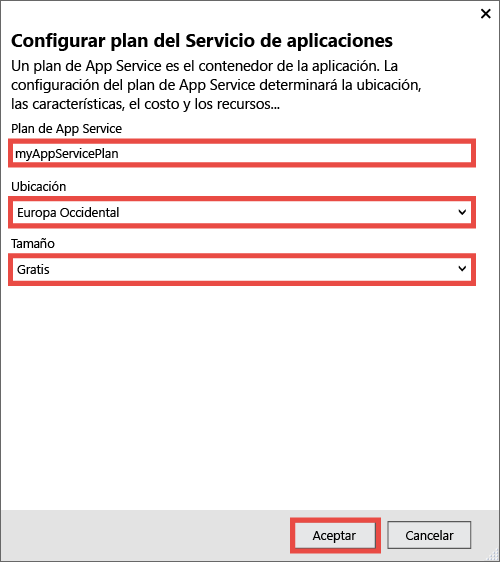 Configurar plan del Servicio de aplicaciones
Un plan de App Service es el contenedor de la aplicación. La
configuración del plan de App Service determinará la ubicación,
las características, el costo y los recursos...
Plan de App Service
myAppServicePlan
Ubicación
Europa Occidental
Tamaño
Gratis
Aceptar
Cancelar